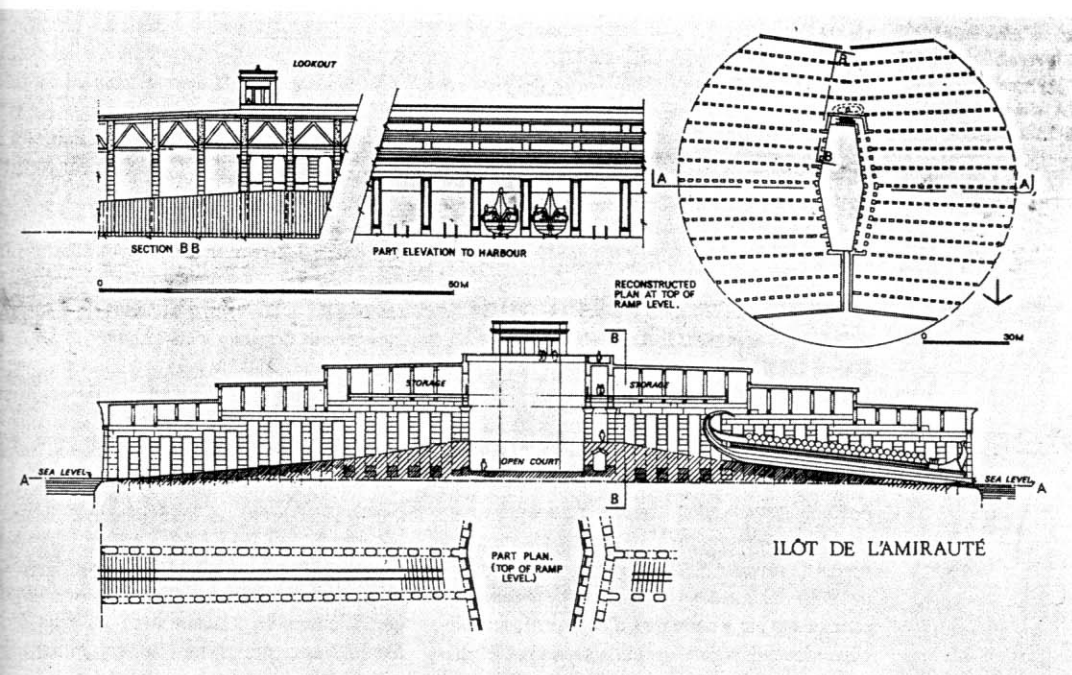 LOOKOUT
SECTION BB
PART ELEVATION TO HARBOUR
0
50M
B
B
A
A
RECONSTRUCTED
PLAN AT TOP OF
RAMP LEVEL.
0
30M
B
STORAGE
STORAGE
OPEN COURT
SEA LEVEL
A
SEA LEVEL
A
B
PART PLAN.
(TOP OF RAMP
LEVEL.)
ILÔT DE L'AMIRAUTÉ